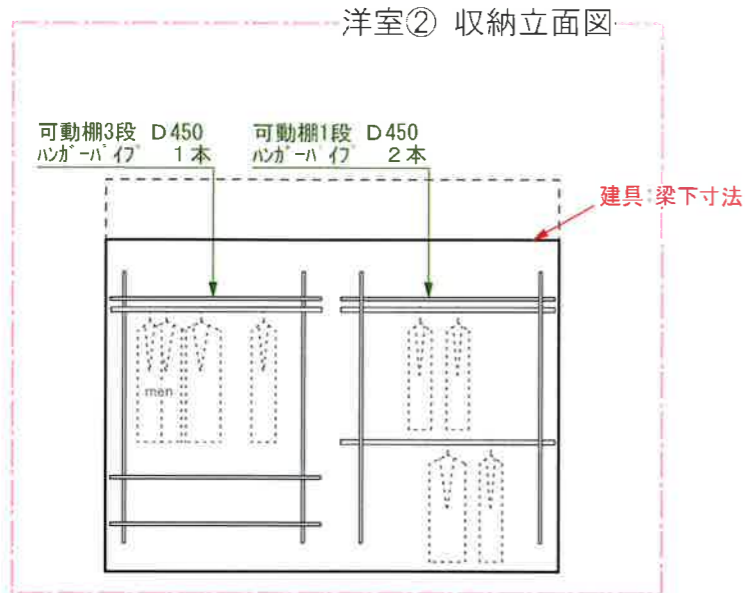 洋室② 収納立面図
可動棚3段 D450
ﾊﾝｶﾞｰﾊﾟｲﾌﾟ 1本
可動棚1段 D450
ﾊﾝｶﾞｰﾊﾟｲﾌﾟ 2本
建具:梁下寸法
men